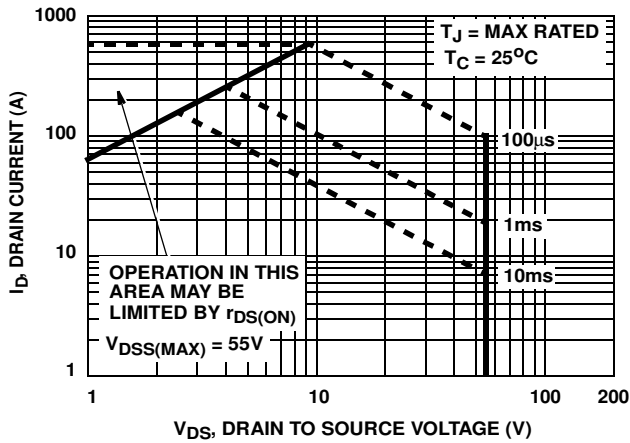 1000
T_J = MAX RATED
T_C = 25°C
I_D, DRAIN CURRENT (A)
100
100μs
1ms
10
10ms
OPERATION IN THIS
AREA MAY BE
LIMITED BY r_DS(ON)
V_DSS(MAX) = 55V
1
1
10
100
200
V_DS, DRAIN TO SOURCE VOLTAGE (V)